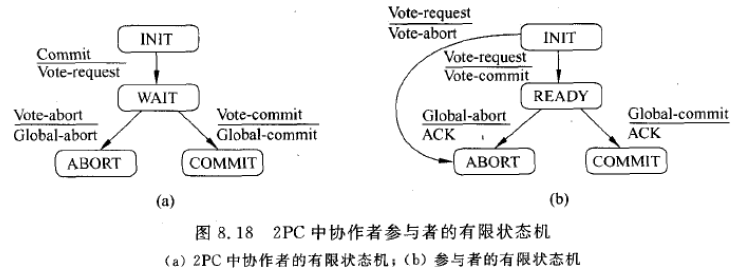 Vote-request
Vote-abort
INIT
Commit
Vote-request
WAIT
Vote-abort
Global-abort
Vote-commit
Global-commit
ABORT
COMMIT
(a)
INIT
Vote-request
Vote-commit
READY
Global-abort
ACK
Global-commit
ACK
ABORT
COMMIT
(b)
图 8.18 2PC 中协作者参与者的有限状态机
(a) 2PC 中协作者的有限状态机；(b) 参与者的有限状态机